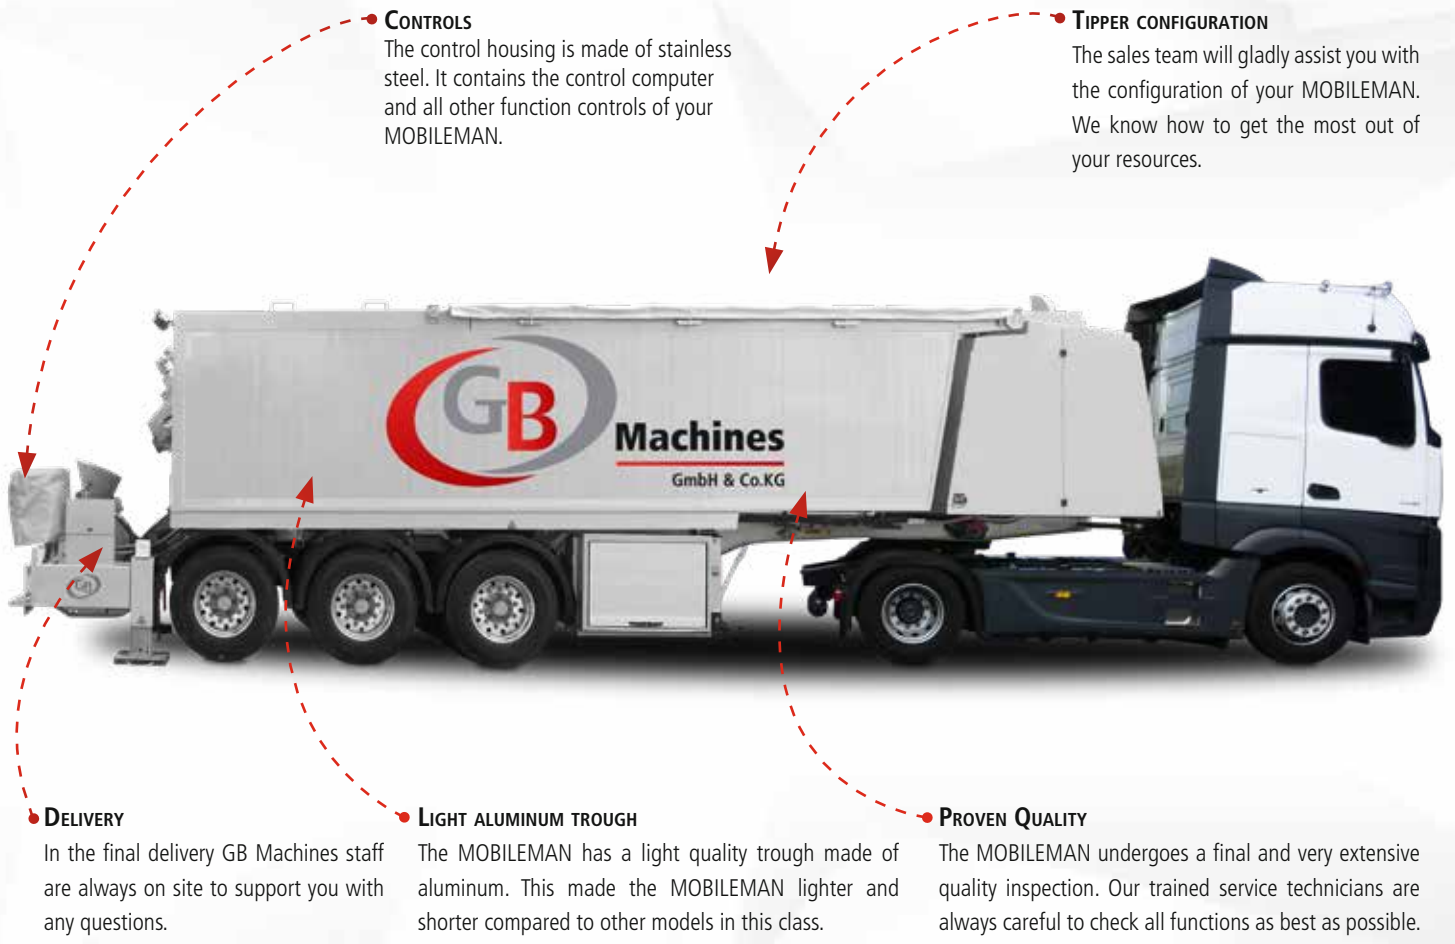 CONTROLS
The control housing is made of stainless
steel. It contains the control computer
and all other function controls of your
MOBILEMAN.
TIPPER CONFIGURATION
The sales team will gladly assist you with
the configuration of your MOBILEMAN.
We know how to get the most out of
your resources.
GB
Machines
GmbH & Co.KG
GB
DELIVERY
In the final delivery GB Machines staff
are always on site to support you with
any questions.
LIGHT ALUMINUM TROUGH
The MOBILEMAN has a light quality trough made of
aluminum. This made the MOBILEMAN lighter and
shorter compared to other models in this class.
PROVEN QUALITY
The MOBILEMAN undergoes a final and very extensive
quality inspection. Our trained service technicians are
always careful to check all functions as best as possible.